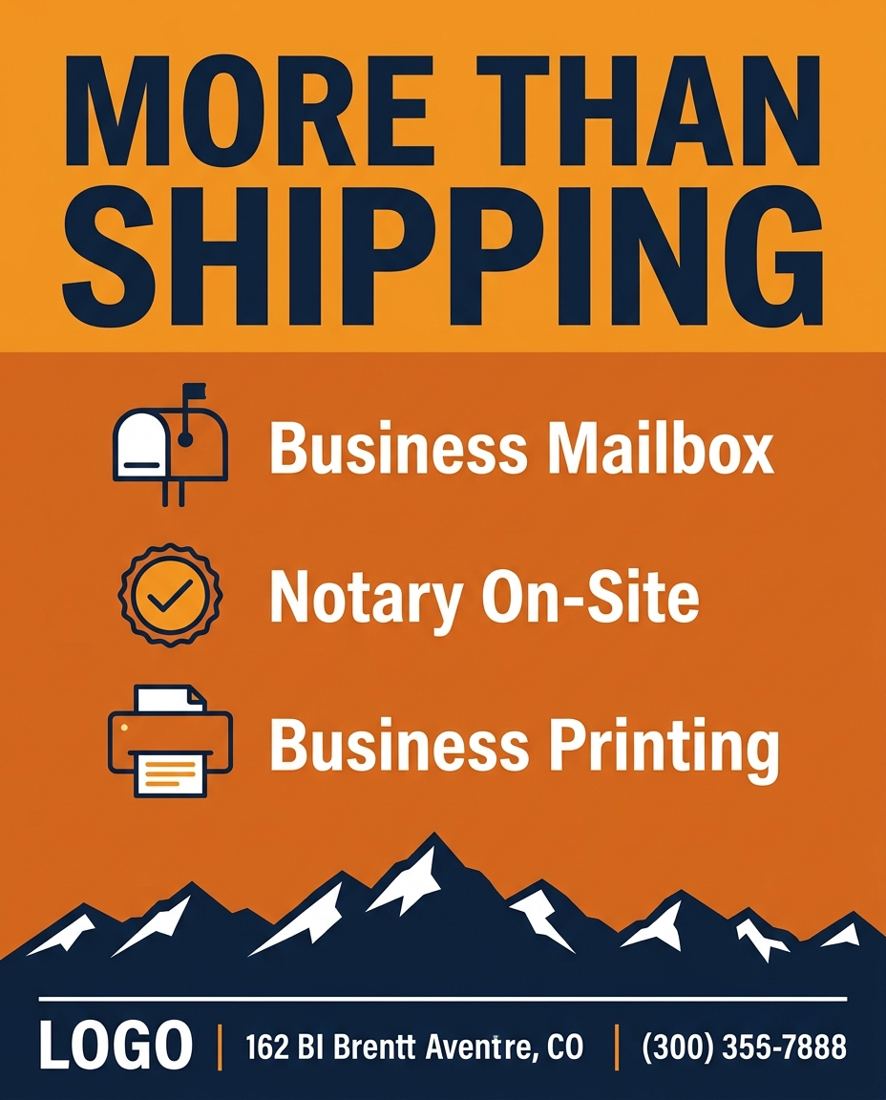 MORE THAN
SHIPPING
Business Mailbox
Notary On-Site
Business Printing
LOGO | 162 BI Brentt Aventre, CO | (300) 355-7888